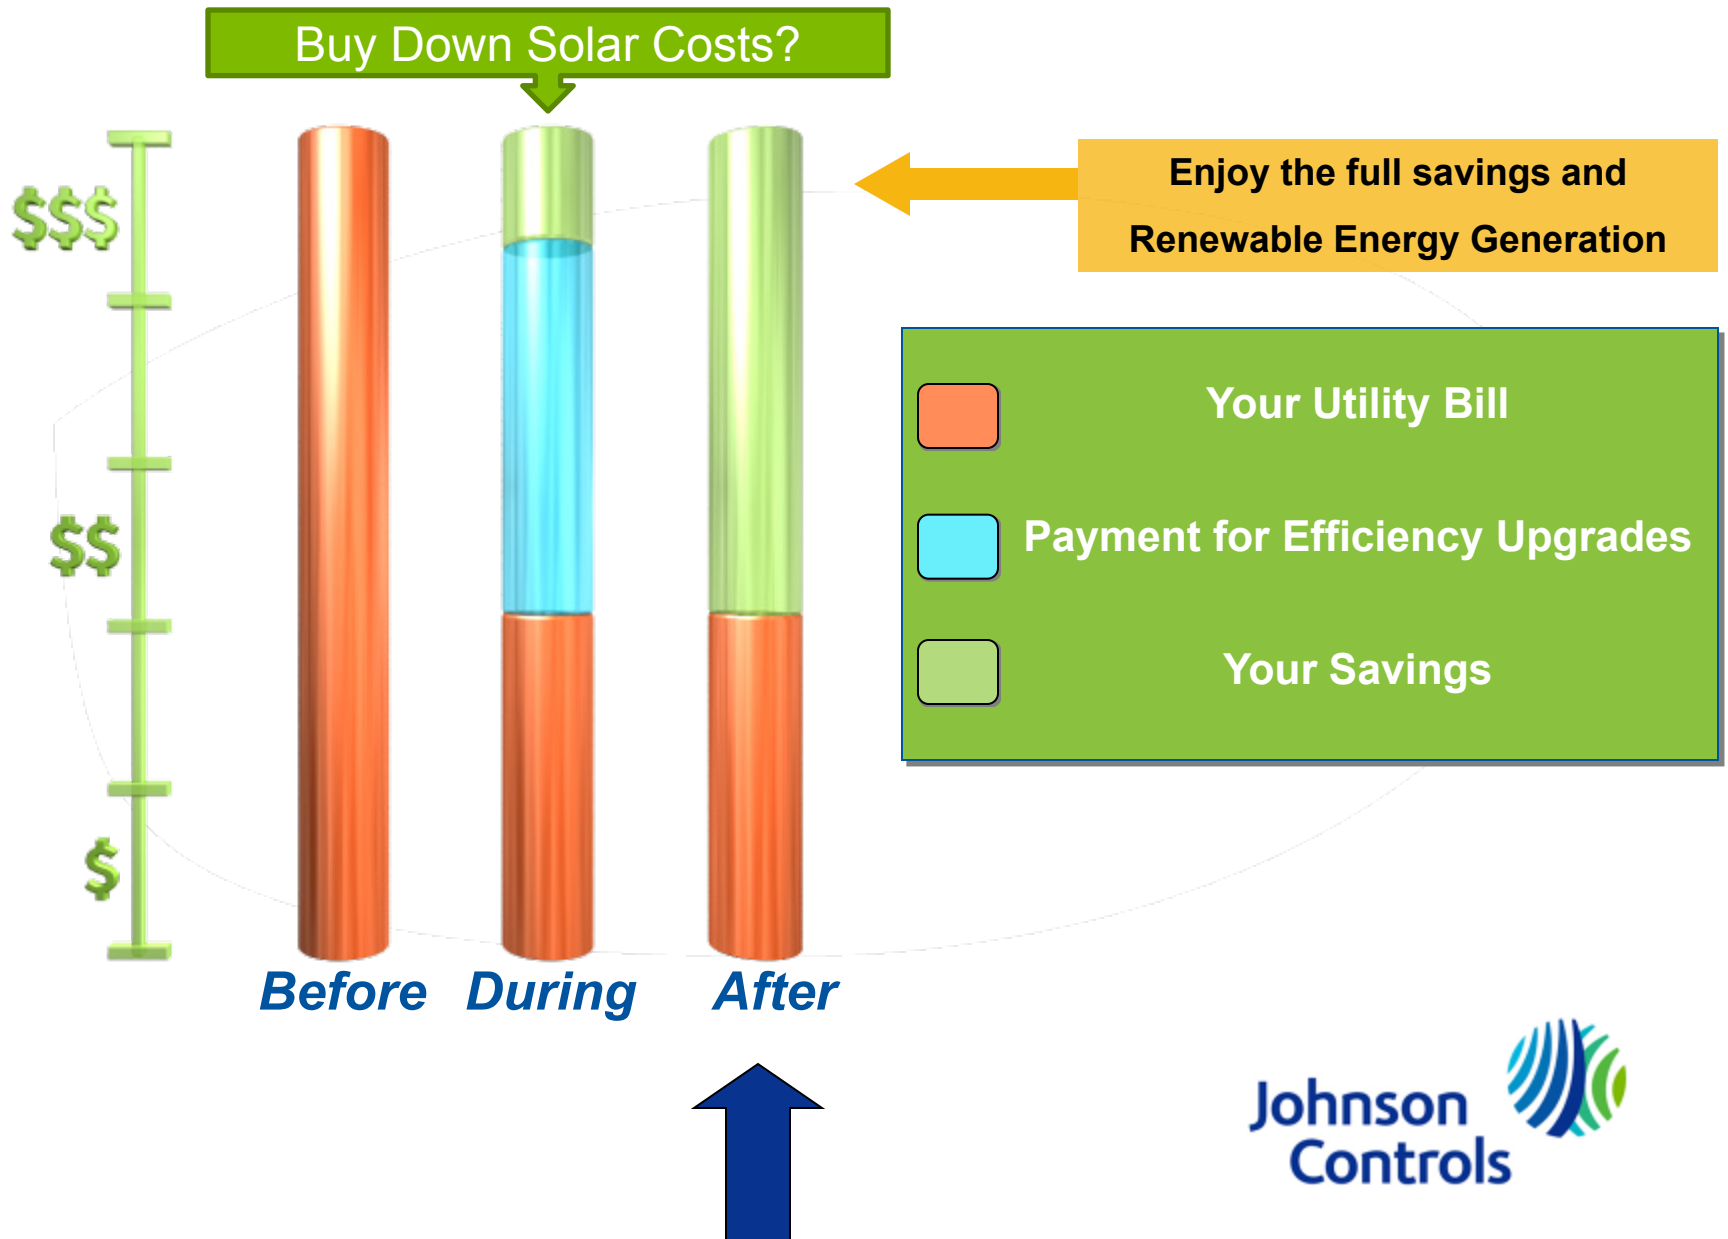 Buy Down Solar Costs?
Enjoy the full savings and
Renewable Energy Generation
$$$
$$
$
Your Utility Bill
Payment for Efficiency Upgrades
Your Savings
Before During After
Johnson
Controls